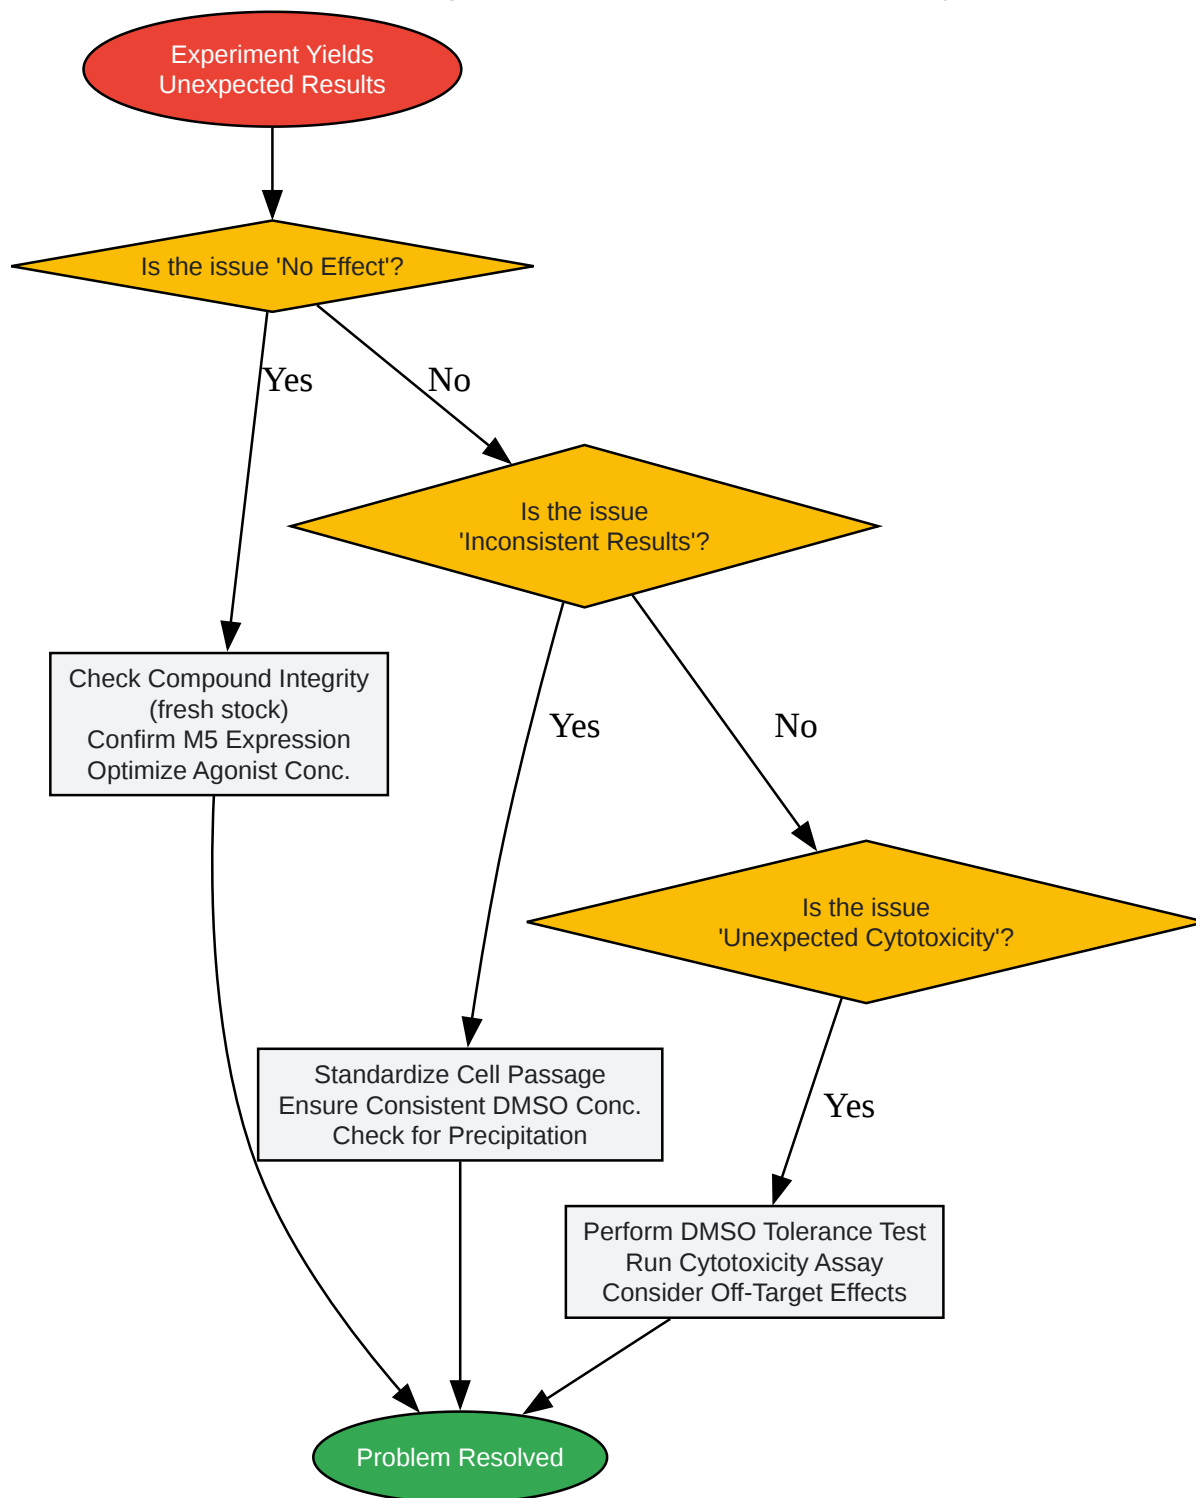 Experiment Yields
Unexpected Results
Is the issue 'No Effect'?
Yes
No
Is the issue
'Inconsistent Results'?
Check Compound Integrity
(fresh stock)
Confirm M5 Expression
Optimize Agonist Conc.
Yes
No
Is the issue
'Unexpected Cytotoxicity'?
Standardize Cell Passage
Ensure Consistent DMSO Conc.
Check for Precipitation
Yes
Perform DMSO Tolerance Test
Run Cytotoxicity Assay
Consider Off-Target Effects
Problem Resolved